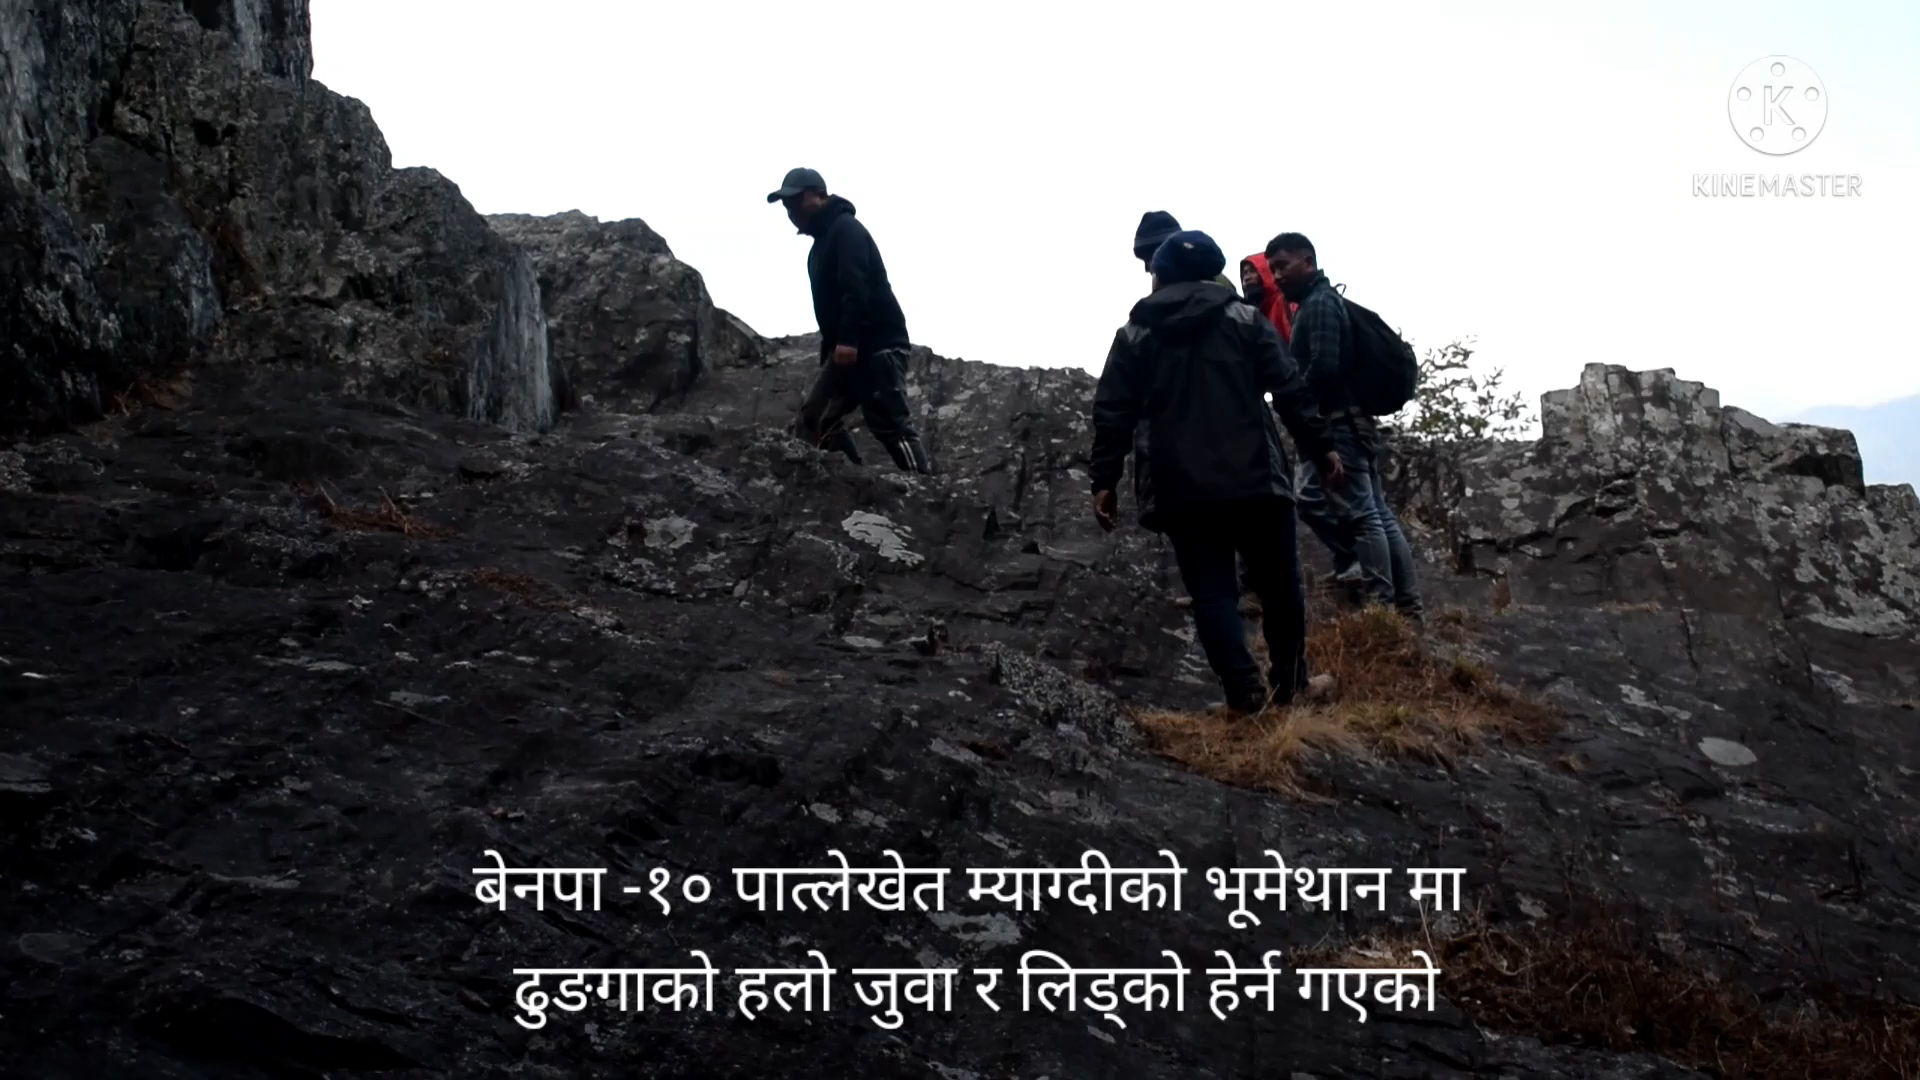 K
KINEMASTER
बेनपा -१० पात्लेखेत म्याग्दीको भूमेथान मा
ढुङगाको हलो जुवा र लिड्को हेर्न गएको